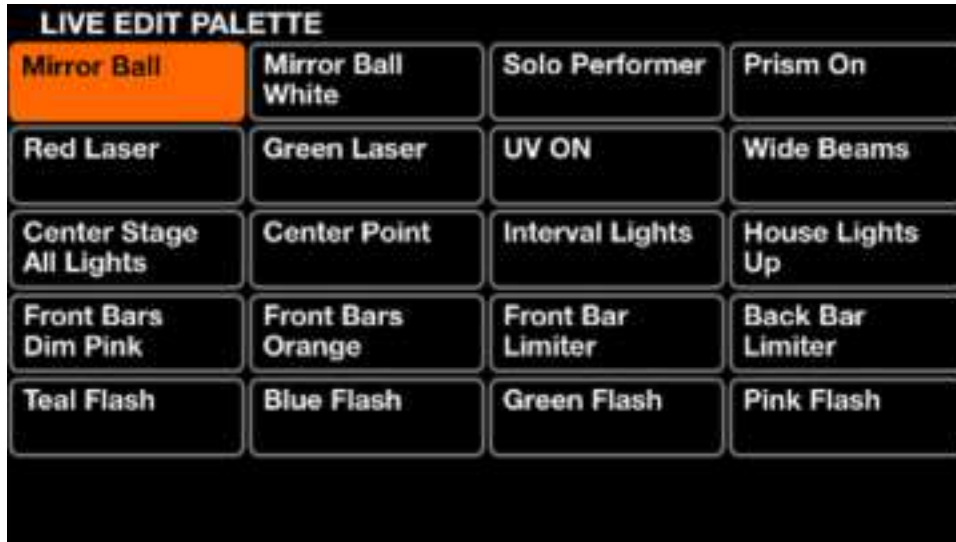 LIVE EDIT PALETTE
Mirror Ball
Mirror Ball
White
Solo Performer
Prism On
Red Laser
Green Laser
UV ON
Wide Beams
Center Stage
All Lights
Center Point
Interval Lights
House Lights
Up
Front Bars
Dim Pink
Front Bars
Orange
Front Bar
Limiter
Back Bar
Limiter
Teal Flash
Blue Flash
Green Flash
Pink Flash